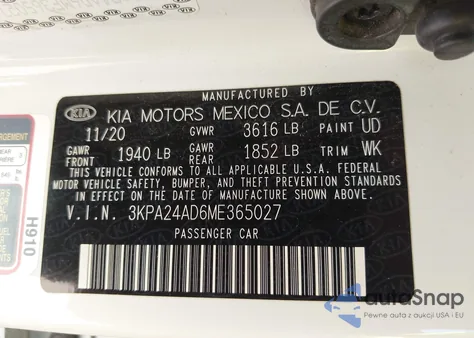 MANUFACTURED BY
KIA KIA MOTORS MEXICO S.A. DE C.V.
11/20 GVWR 3616 LB PAINT UD
GAWR FRONT 1940 LB GAWR REAR 1852 LB TRIM WK
THIS VEHICLE CONFORMS TO ALL APPLICABLE U.S.A. FEDERAL
MOTOR VEHICLE SAFETY, BUMPER, AND THEFT PREVENTION STANDARDS
IN EFFECT ON THE DATE OF MANUFACTURE SHOWN ABOVE.
V.I.N. 3KPA24AD6ME365027
PASSENGER CAR
H910
autoSnap
Pewne auta z aukcji USA i EU